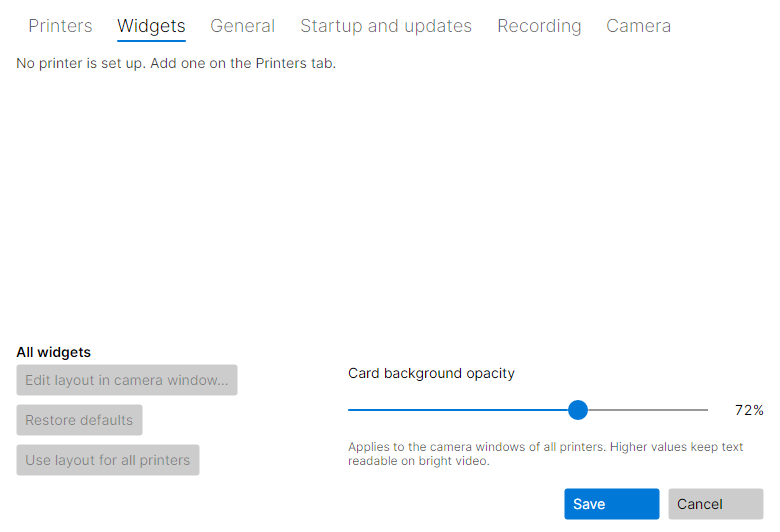 Printers Widgets General Startup and updates Recording Camera
No printer is set up. Add one on the Printers tab.
All widgets
Edit layout in camera window...
Restore defaults
Use layout for all printers
Card background opacity
72%
Applies to the camera windows of all printers. Higher values keep text
readable on bright video.
Save Cancel